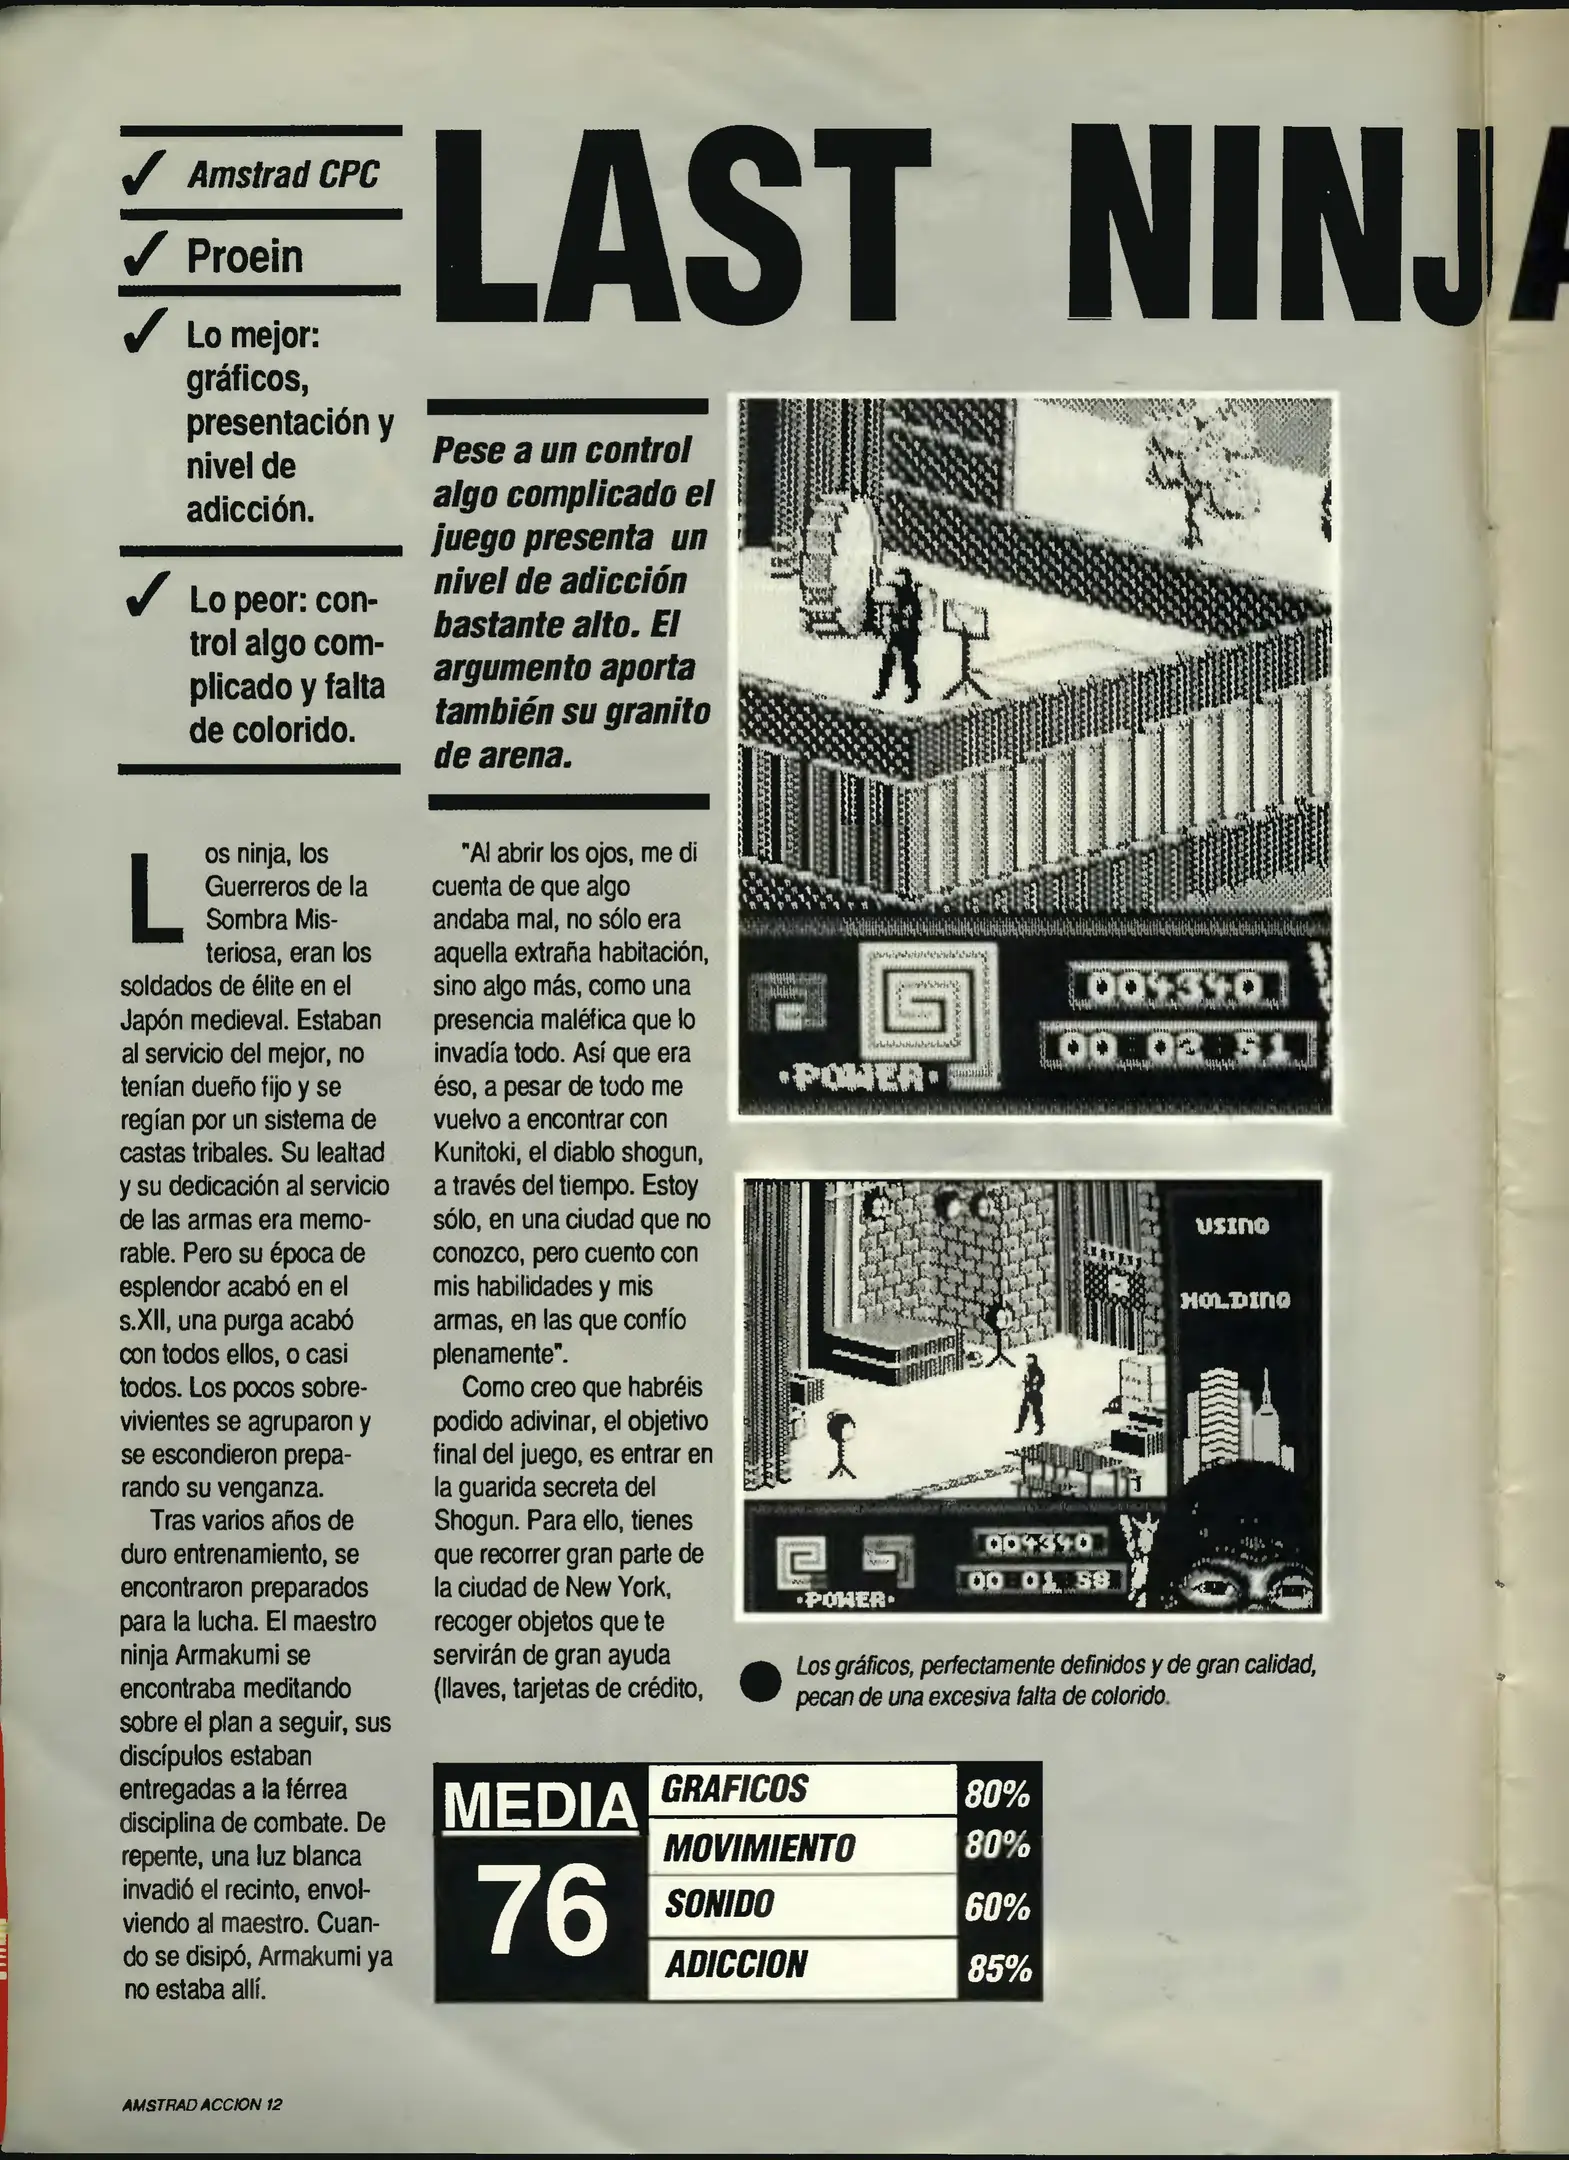 LAST NINJA
Amstrad CPC
Proein
Lo mejor:
gráficos,
presentación y
nivel de
adicción.
Lo peor: con-
trol algo com-
plicado y falta
de colorido.
Pese a un control
algo complicado el
juego presenta un
nivel de adicción
bastante alto. El
argumento aporta
también su granito
de arena.
Los ninja, los
Guerreros de la
Sombra Mis-
teriosa, eran los
soldados de élite en el
Japón medieval. Estaban
al servicio del mejor, no
tenían dueño fijo y se
regían por un sistema de
castas tribales. Su lealtad
y su dedicación al servicio
de las armas era memo-
rable. Pero su época de
esplendor acabó en el
s.XII, una purga acabó
con todos ellos, o casi
todos. Los pocos sobre-
vivientes se agruparon y
se escondieron prepa-
rando su venganza.
Tras varios años de
duro entrenamiento, se
encontraron preparados
para la lucha. El maestro
ninja Armakumi se
encontraba meditando
sobre el plan a seguir, sus
discípulos estaban
entregadas a la férrea
disciplina de combate. De
repente, una luz blanca
invadió el recinto, envol-
viendo al maestro. Cuan-
do se disipó, Armakumi ya
no estaba allí.
"Al abrir los ojos, me di
cuenta de que algo
andaba mal, no sólo era
aquella extraña habitación,
sino algo más, como una
presencia maléfica que lo
invadía todo. Así que era
éso, a pesar de todo me
vuelvo a encontrar con
Kunitoki, el diablo shogun,
a través del tiempo. Estoy
sólo, en una ciudad que no
conozco, pero cuento con
mis habilidades y mis
armas, en las que confío
plenamente".
Como creo que habréis
podido adivinar, el objetivo
final del juego, es entrar en
la guarida secreta del
Shogun. Para ello, tienes
que recorrer gran parte de
la ciudad de New York,
recoger objetos que te
servirán de gran ayuda
(llaves, tarjetas de crédito,
004340
00 02 51
·POWER·
USING
HOLDING
004340
00 01 58
·POWER·
Los gráficos, perfectamente definidos y de gran calidad,
pecan de una excesiva falta de colorido.
MEDIA
76
GRAFICOS 80%
MOVIMIENTO 80%
SONIDO 60%
ADICCION 85%
AMSTRAD ACCION 12